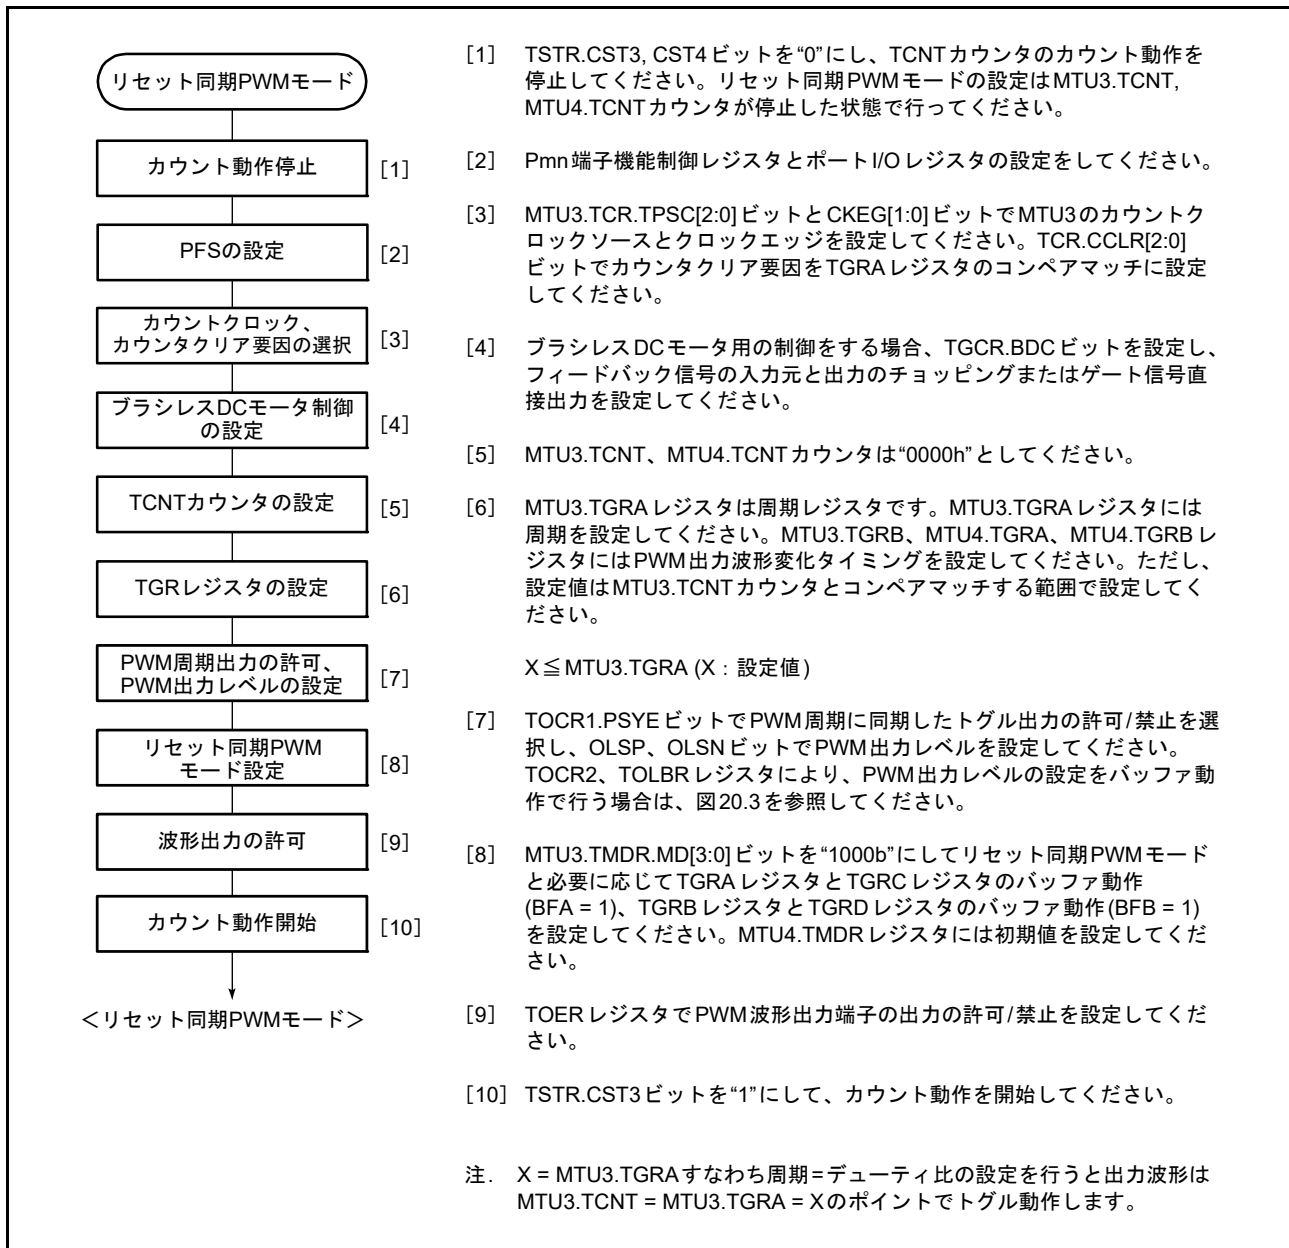 リセット同期PWMモード
カウント動作停止
[1]
PFSの設定
[2]
カウントクロック、
カウンタクリア要因の選択
[3]
ブラシレスDCモータ制御
の設定
[4]
TCNTカウンタの設定
[5]
TGRレジスタの設定
[6]
PWM周期出力の許可、
PWM出力レベルの設定
[7]
リセット同期PWM
モード設定
[8]
波形出力の許可
[9]
カウント動作開始
[10]
＜リセット同期PWMモード＞
[1] TSTR.CST3, CST4ビットを“0”にし、TCNTカウンタのカウント動作を
停止してください。リセット同期PWMモードの設定はMTU3.TCNT,
MTU4.TCNTカウンタが停止した状態で行ってください。
[2] Pmn端子機能制御レジスタとポートI/Oレジスタの設定をしてください。
[3] MTU3.TCR.TPSC[2:0]ビットとCKEG[1:0]ビットでMTU3のカウントク
ロックソースとクロックエッジを設定してください。TCR.CCLR[2:0]
ビットでカウンタクリア要因をTGRAレジスタのコンペアマッチに設定
してください。
[4] ブラシレスDCモータ用の制御をする場合、TGCR.BDCビットを設定し、
フィードバック信号の入力元と出力のチョッピングまたはゲート信号直
接出力を設定してください。
[5] MTU3.TCNT、MTU4.TCNTカウンタは“0000h”としてください。
[6] MTU3.TGRAレジスタは周期レジスタです。MTU3.TGRAレジスタには
周期を設定してください。MTU3.TGRB、MTU4.TGRA、MTU4.TGRBレ
ジスタにはPWM出力波形変化タイミングを設定してください。ただし、
設定値はMTU3.TCNTカウンタとコンペアマッチする範囲で設定してく
ださい。
X≦MTU3.TGRA (X：設定値)
[7] TOCR1.PSYEビットでPWM周期に同期したトグル出力の許可/禁止を選
択し、OLSP、OLSNビットでPWM出力レベルを設定してください。
TOCR2、TOLBRレジスタにより、PWM出力レベルの設定をバッファ動
作で行う場合は、図20.3を参照してください。
[8] MTU3.TMDR.MD[3:0]ビットを“1000b”にしてリセット同期PWMモード
と必要に応じてTGRAレジスタとTGRCレジスタのバッファ動作
(BFA = 1)、TGRBレジスタとTGRDレジスタのバッファ動作(BFB = 1)
を設定してください。MTU4.TMDRレジスタには初期値を設定してくだ
さい。
[9] TOERレジスタでPWM波形出力端子の出力の許可/禁止を設定してくだ
さい。
[10] TSTR.CST3ビットを“1”にして、カウント動作を開始してください。
注. X = MTU3.TGRAすなわち周期=デューティ比の設定を行うと出力波形は
MTU3.TCNT = MTU3.TGRA = Xのポイントでトグル動作します。